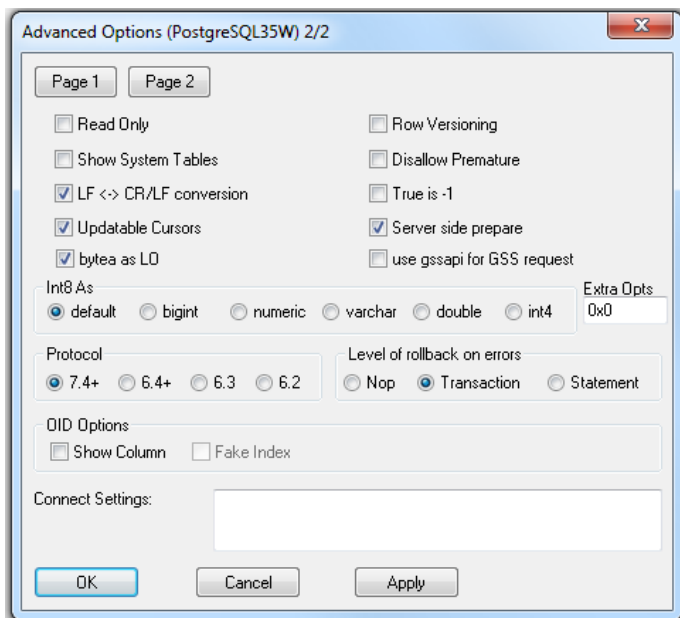 Advanced Options (PostgreSQL35W) 2/2
Page 1 Page 2
Read Only Row Versioning
Show System Tables Disallow Premature
LF <-> CR/LF conversion True is -1
Updatable Cursors Server side prepare
bytea as LO use gssapi for GSS request
Int8 As Extra Opts
default bigint numeric varchar double int4 0x0
Protocol Level of rollback on errors
7.4+ 6.4+ 6.3 6.2 Nop Transaction Statement
OID Options
Show Column Fake Index
Connect Settings:
OK Cancel Apply